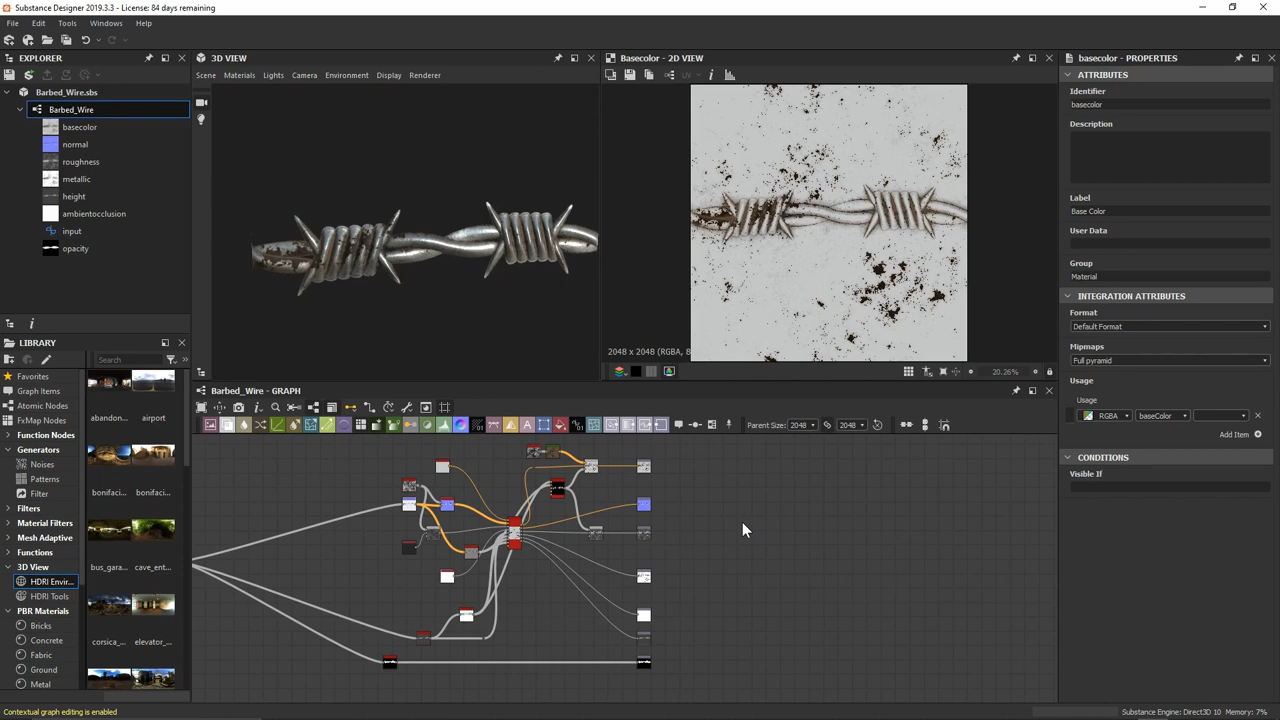 Substance Designer 2019.3.3 - License: 84 days remaining
File Edit Tools Windows Help
EXPLORER
Barbed_Wire.sbs
Barbed_Wire
basecolor
normal
roughness
metallic
height
ambientocclusion
input
opacity
LIBRARY
Search
Favorites
Graph Items
Atomic Nodes
FxMap Nodes
Function Nodes
Generators
Noises
Patterns
Filter
Filters
Material Filters
Mesh Adaptive
Functions
3D View
HDRI Envir...
HDRI Tools
PBR Materials
Bricks
Concrete
Fabric
Ground
Metal
abandon... airport
bonifaci... bonifaci...
bus_gara... cave_ent...
corsica_... elevator_...
3D VIEW
Scene Materials Lights Camera Environment Display Renderer
Basecolor - 2D VIEW
2048 x 2048 (RGBA, 8
20.26%
Barbed_Wire - GRAPH
Parent Size: 2048 2048
basecolor - PROPERTIES
ATTRIBUTES
Identifier
basecolor
Description
Label
Base Color
User Data
Group
Material
INTEGRATION ATTRIBUTES
Format
Default Format
Mipmaps
Full pyramid
Usage
Usage
RGBA baseColor
Add Item
CONDITIONS
Visible If
Contextual graph editing is enabled
Substance Engine: Direct3D 10 Memory: 7%